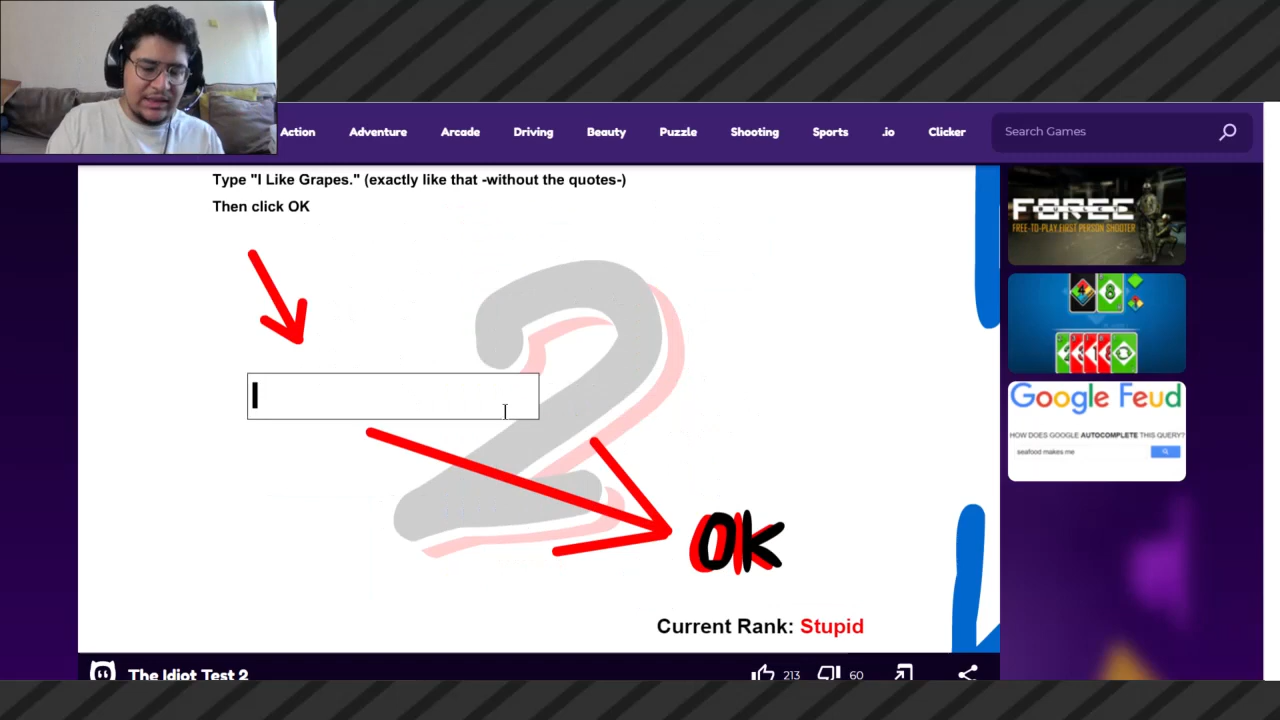 Action Adventure Arcade Driving Beauty Puzzle Shooting Sports .io Clicker Search Games
Type "I Like Grapes." (exactly like that -without the quotes-)
Then click OK
I
2
OK
Current Rank: Stupid
The Idiot Test 2
213
60
FOREE
FREE-TO-PLAY FIRST PERSON SHOOTER
Google Feud
HOW DOES GOOGLE AUTOCOMPLETE THIS QUERY?
seafood makes me